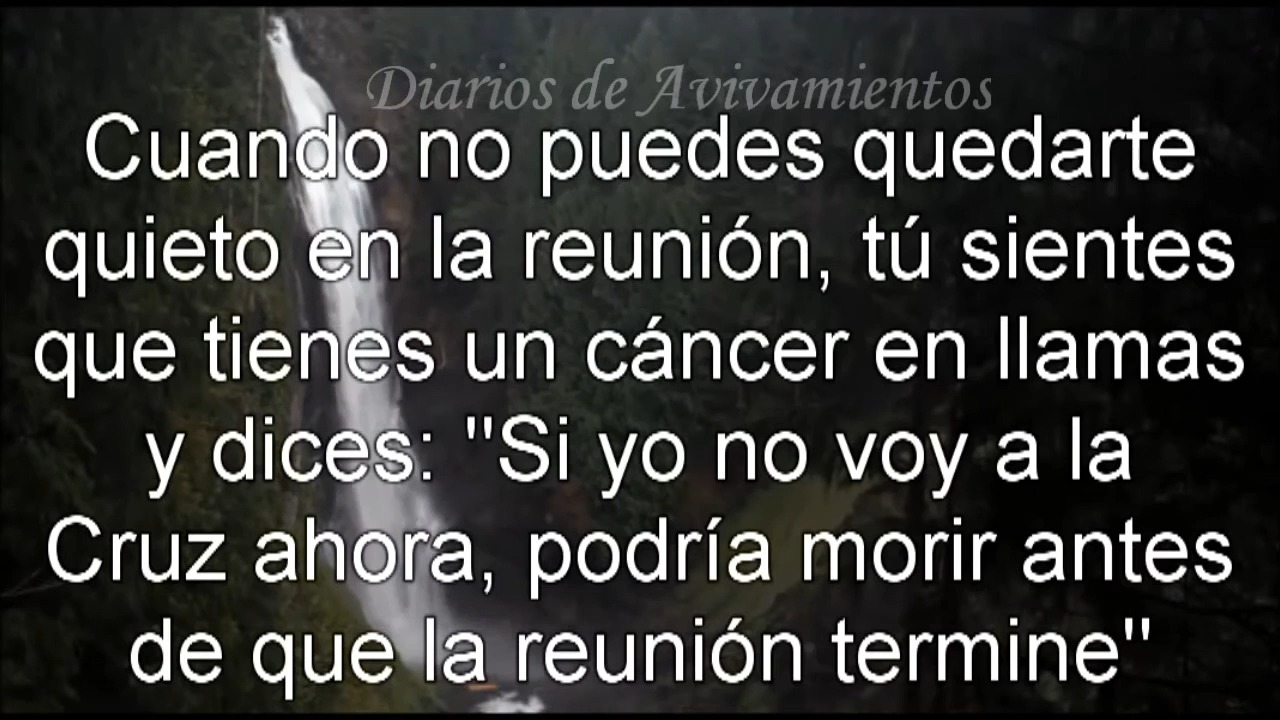 Diarios de Avivamientos
Cuando no puedes quedarte
quieto en la reunión, tú sientes
que tienes un cáncer en llamas
y dices: "Si yo no voy a la
Cruz ahora, podría morir antes
de que la reunión termine"